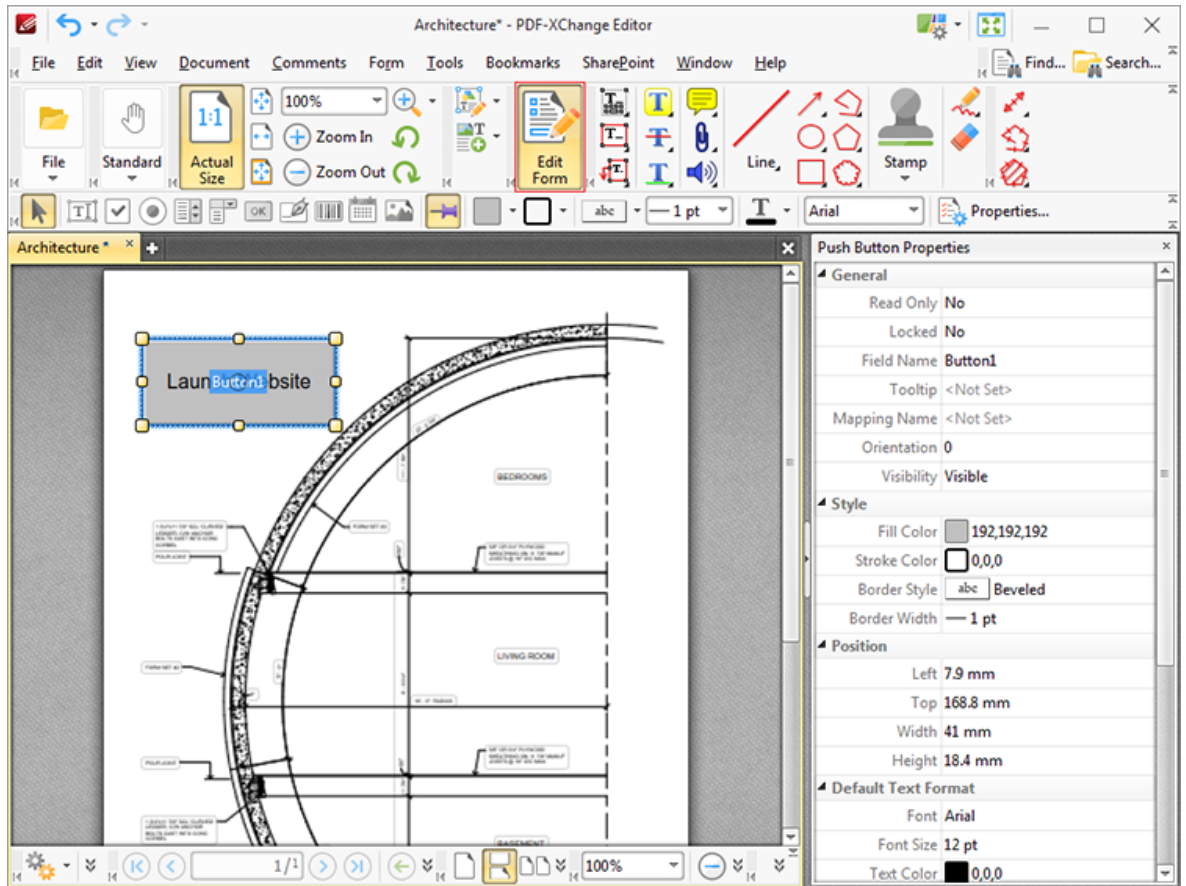 Architecture* - PDF-XChange Editor
File Edit View Document Comments Form Tools Bookmarks SharePoint Window Help Find... Search...
1:1 100%
Zoom In
Zoom Out
File Standard Actual Size Edit Form Line, Stamp
OK abc 1 pt T Arial Properties...
Architecture *
Push Button Properties
General
Read Only No
Locked No
Field Name Button1
Tooltip <Not Set>
Mapping Name <Not Set>
Orientation 0
Visibility Visible
Style
Fill Color 192,192,192
Stroke Color 0,0,0
Border Style abc Beveled
Border Width 1 pt
Position
Left 7.9 mm
Top 168.8 mm
Width 41 mm
Height 18.4 mm
Default Text Format
Font Arial
Font Size 12 pt
Text Color 0,0,0
Laun Button1 bsite
BEDROOMS
LIVING ROOM
BASEMENT
1/1 100%